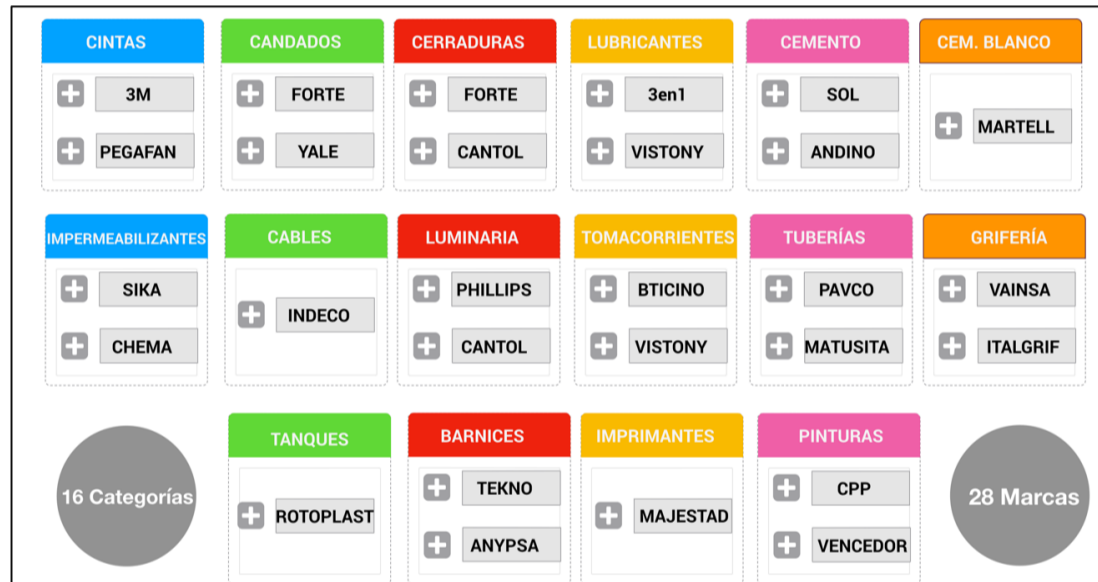 CINTAS
3M
PEGAFAN
CANDADOS
FORTE
YALE
CERRADURAS
FORTE
CANTOL
LUBRICANTES
3en1
VISTONY
CEMENTO
SOL
ANDINO
CEM. BLANCO
MARTELL
IMPERMEABILIZANTES
SIKA
CHEMA
CABLES
INDECO
LUMINARIA
PHILLIPS
CANTOL
TOMACORRIENTES
BTICINO
VISTONY
TUBERÍAS
PAVCO
MATUSITA
GRIFERÍA
VAINSA
ITALGRIF
16 Categorías
TANQUES
ROTOPLAST
BARNICES
TEKNO
ANYPSA
IMPRIMANTES
MAJESTAD
PINTURAS
CPP
VENCEDOR
28 Marcas